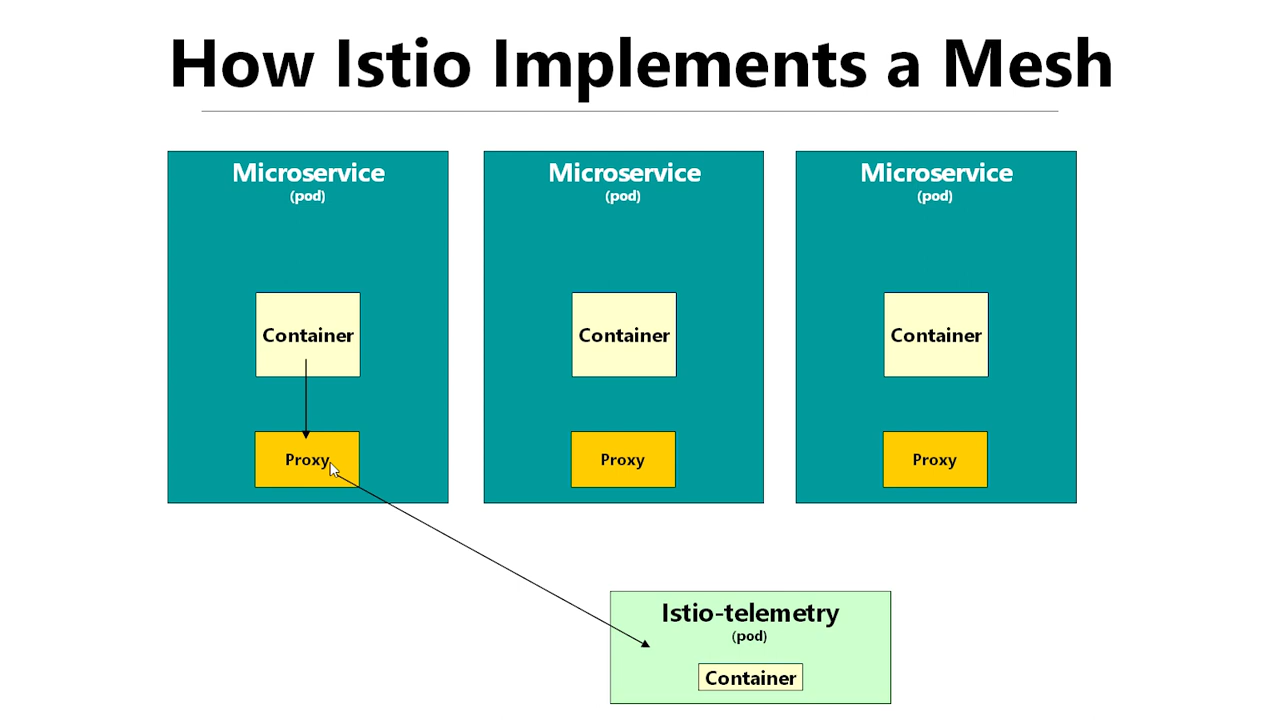 How Istio Implements a Mesh
Microservice
(pod)
Container
Proxy
Microservice
(pod)
Container
Proxy
Microservice
(pod)
Container
Proxy
Istio-telemetry
(pod)
Container